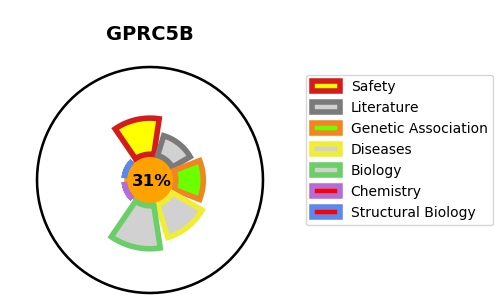 GPRC5B
31%
Safety
Literature
Genetic Association
Diseases
Biology
Chemistry
Structural Biology